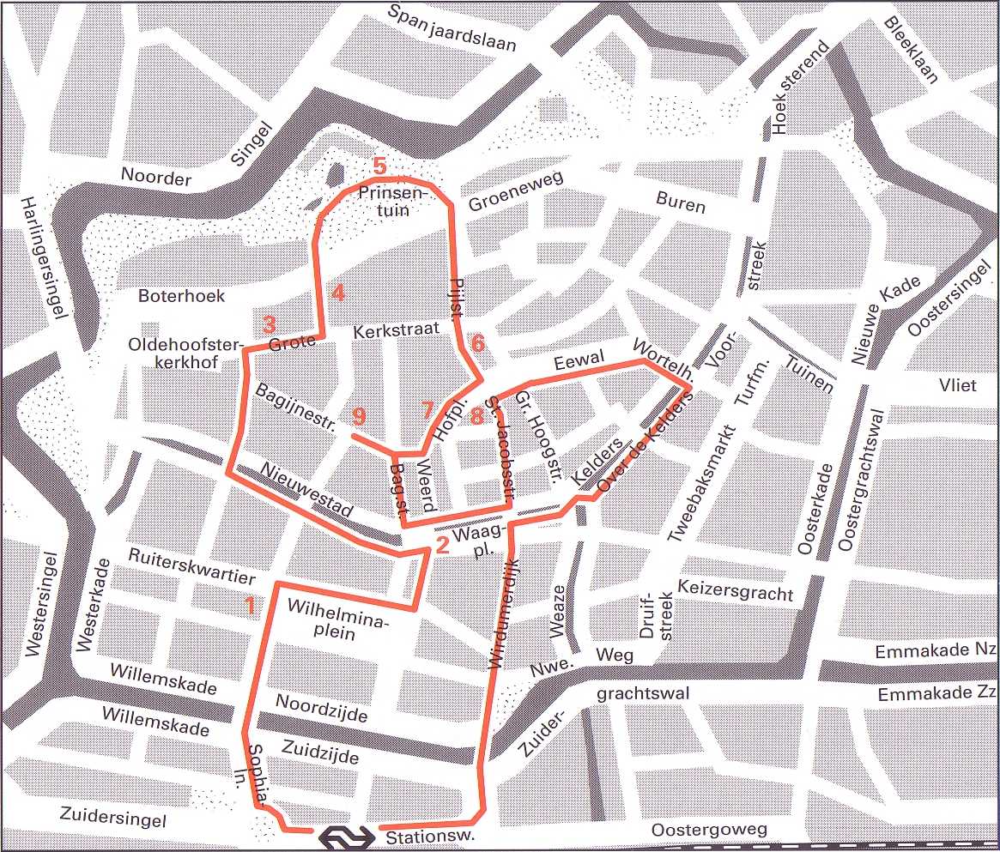 Spanjaardslaan
Bleeklaan
Hoek sterend
Singel
Noorder
5
Prinsen-
tuin
Groeneweg
Buren
Harlingersingel
streek
Pijlst.
4
Boterhoek
Kade
Oostersingel
Nieuwe
3
Grote
Kerkstraat
Oldehoofster-
kerkhof
6
Eewal
Wortelh.
Voor-
Turfm.
Tuinen
Vliet
Bagijnestr.
9
7
Hofpl.
8
St. Jacobsstr.
Gr. Hoogstr.
Kelders
Over de Kelders
Tweebaksmarkt
Oosterkade
Oostergrachtswal
Nieuwestad
Bag.st.
Weerd
2
Waag-
pl.
Ruiterskwartier
Westersingel
Westerkade
1
Wilhelmina-
plein
Wirdumerdijk
Weaze
Druif-
streek
Keizersgracht
Nwe.
Weg
Emmakade Nz
Willemskade
Noordzijde
grachtswal
Emmakade Zz
Willemskade
Zuidzijde
Zuider-
Sophia-
ln.
Zuidersingel
Stationsw.
Oostergoweg